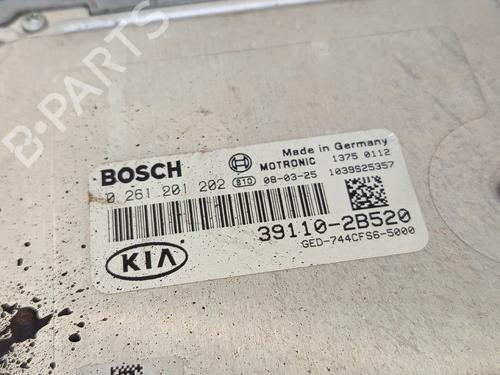 BOSCH
Made in Germany
MOTRONIC
1375 0112
0 261 201 202
810
08-03-25
1039S25357
39110-2B520
GED-744CFS6-5000
KIA
B-PARTS